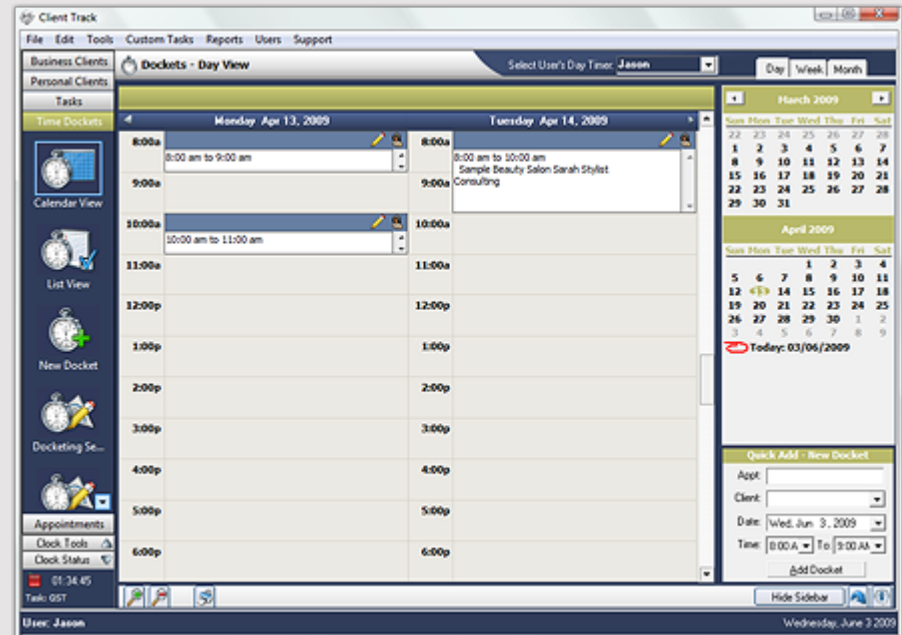 Client Track
File Edit Tools Custom Tasks Reports Users Support
Business Clients
Personal Clients
Tasks
Time Dockets
Calendar View
List View
New Docket
Docketing Se...
Appointments
Clock Tools
Clock Status
01:34:45
Task: GST
Dockets - Day View
Select User's Day Timer: Jason
Day Week Month
Monday Apr 13, 2009
Tuesday Apr 14, 2009
8:00a
8:00 am to 9:00 am
9:00a
10:00a
10:00 am to 11:00 am
11:00a
12:00p
1:00p
2:00p
3:00p
4:00p
5:00p
6:00p
8:00a
8:00 am to 10:00 am
Sample Beauty Salon Sarah Stylist
Consulting
9:00a
10:00a
11:00a
12:00p
1:00p
2:00p
3:00p
4:00p
5:00p
6:00p
March 2009
Sun Mon Tue Wed Thu Fri Sat
22 23 24 25 26 27 28
1 2 3 4 5 6 7
8 9 10 11 12 13 14
15 16 17 18 19 20 21
22 23 24 25 26 27 28
29 30 31
April 2009
Sun Mon Tue Wed Thu Fri Sat
1 2 3 4
5 6 7 8 9 10 11
12 13 14 15 16 17 18
19 20 21 22 23 24 25
26 27 28 29 30 1 2
3 4 5 6 7 8 9
Today: 03/06/2009
Quick Add - New Docket
Appt:
Client:
Date: Wed, Jun 3, 2009
Time: 8:00 A To 9:00 AM
Add Docket
Hide Sidebar
User: Jason
Wednesday, June 3 2009